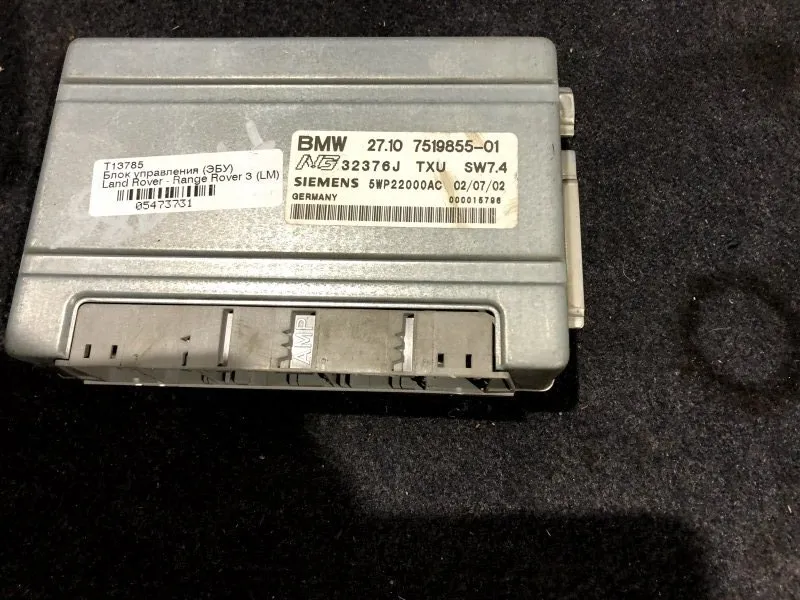 T13785
Блок управления (ЭБУ)
Land Rover - Range Rover 3 (LM)
05473731
BMW 27.10 7519855-01
NG 32376J TXU SW7.4
SIEMENS 5WP22000AC 02/07/02
GERMANY 000015796
AMP